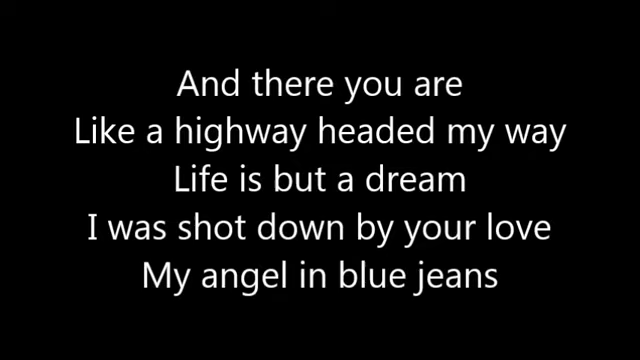 And there you are
Like a highway headed my way
Life is but a dream
I was shot down by your love
My angel in blue jeans